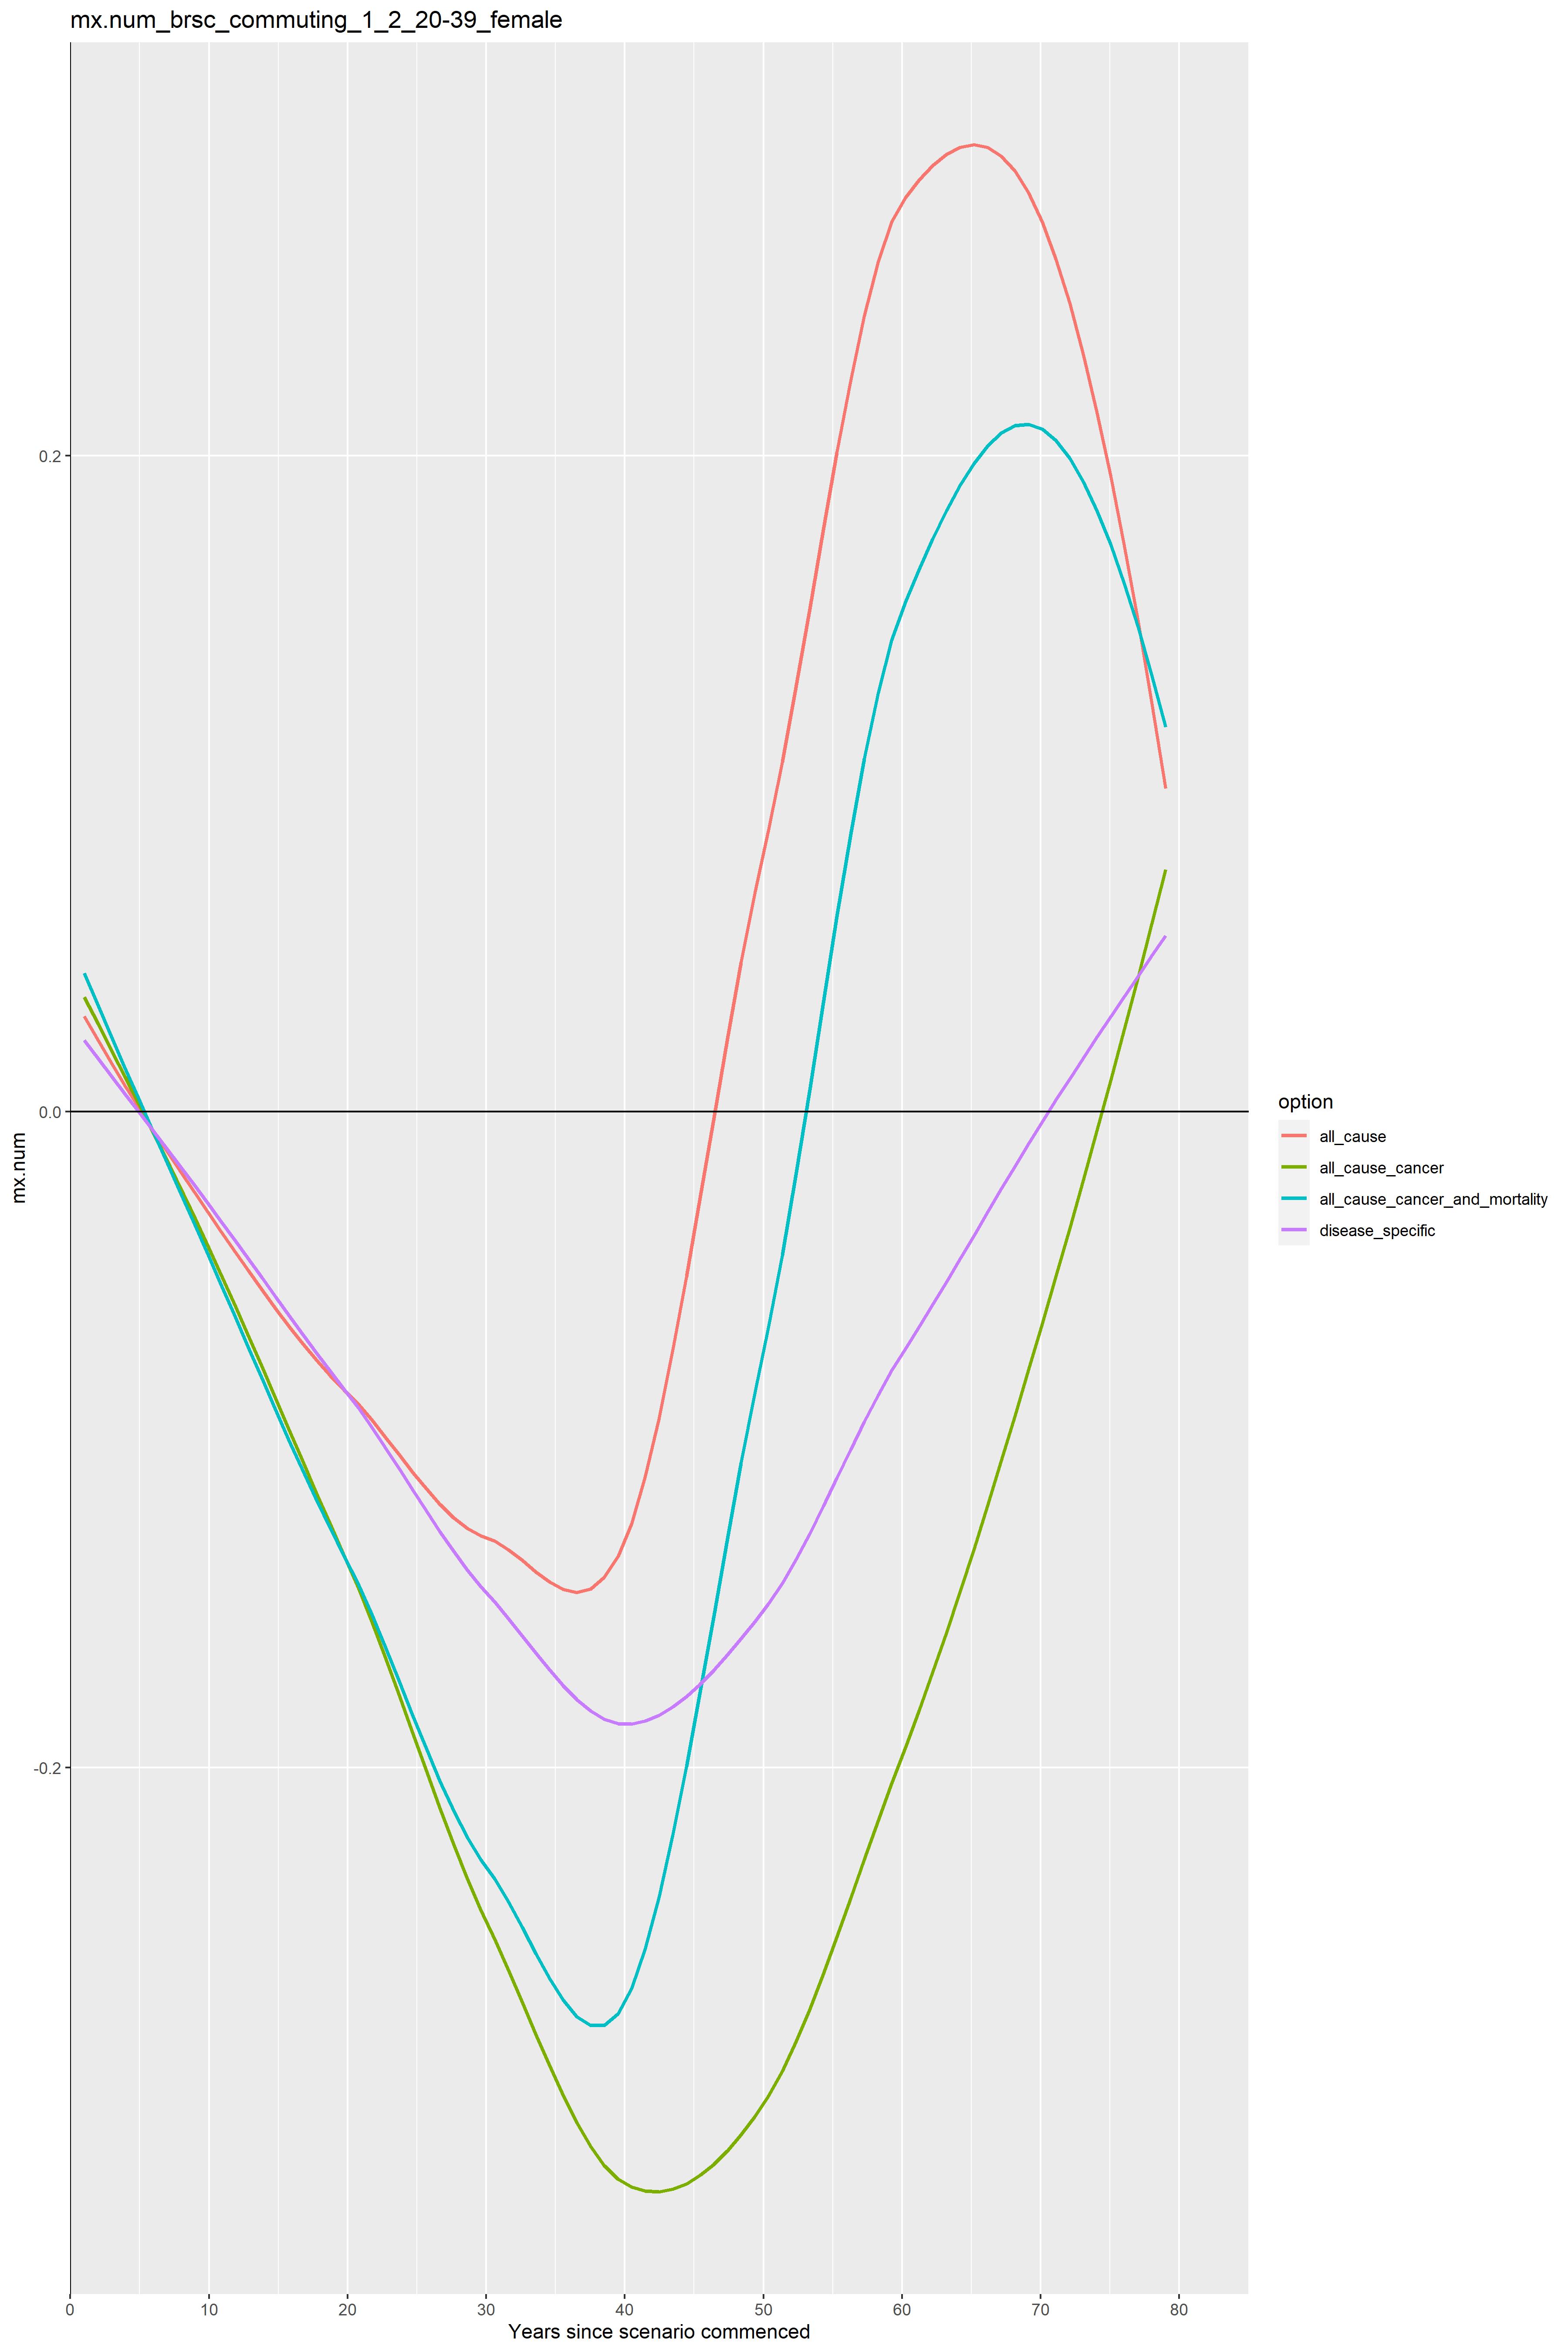 mx.num_brsc_commuting_1_2_20-39_female
0.2
0.0
-0.2
mx.num
0 10 20 30 40 50 60 70 80
Years since scenario commenced
option
all_cause
all_cause_cancer
all_cause_cancer_and_mortality
disease_specific